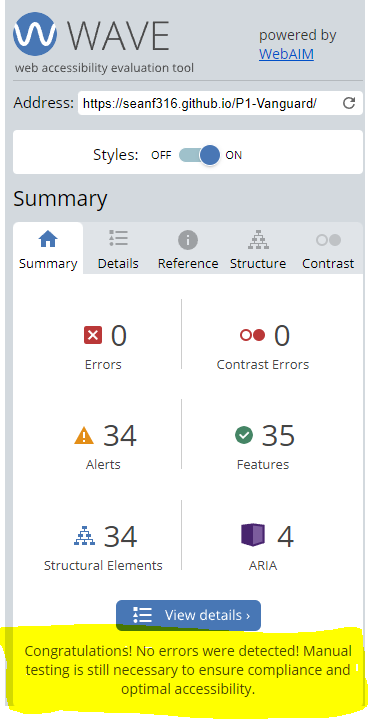 WAVE
web accessibility evaluation tool
powered by
WebAIM
Address: https://seanf316.github.io/P1-Vanguard/
Styles: OFF ON
Summary
Summary Details Reference Structure Contrast
0 0
Errors Contrast Errors
34 35
Alerts Features
34 4
Structural Elements ARIA
View details ›
Congratulations! No errors were detected! Manual
testing is still necessary to ensure compliance and
optimal accessibility.